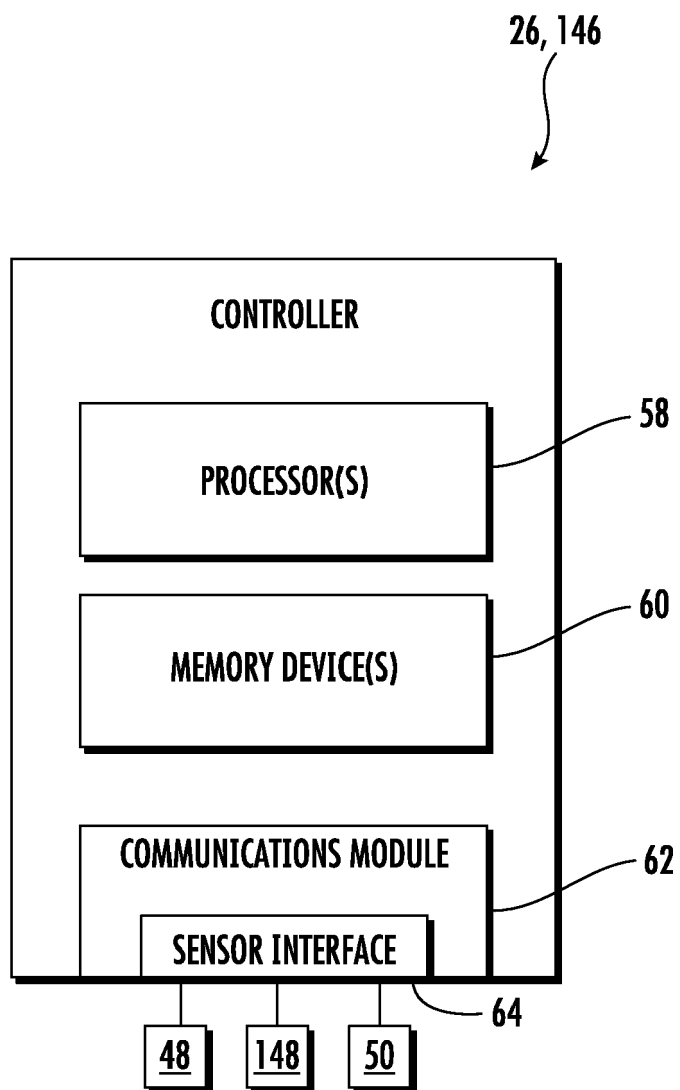 26, 146
CONTROLLER
58
PROCESSOR(S)
60
MEMORY DEVICE(S)
COMMUNICATIONS MODULE
62
SENSOR INTERFACE
64
48 148 50